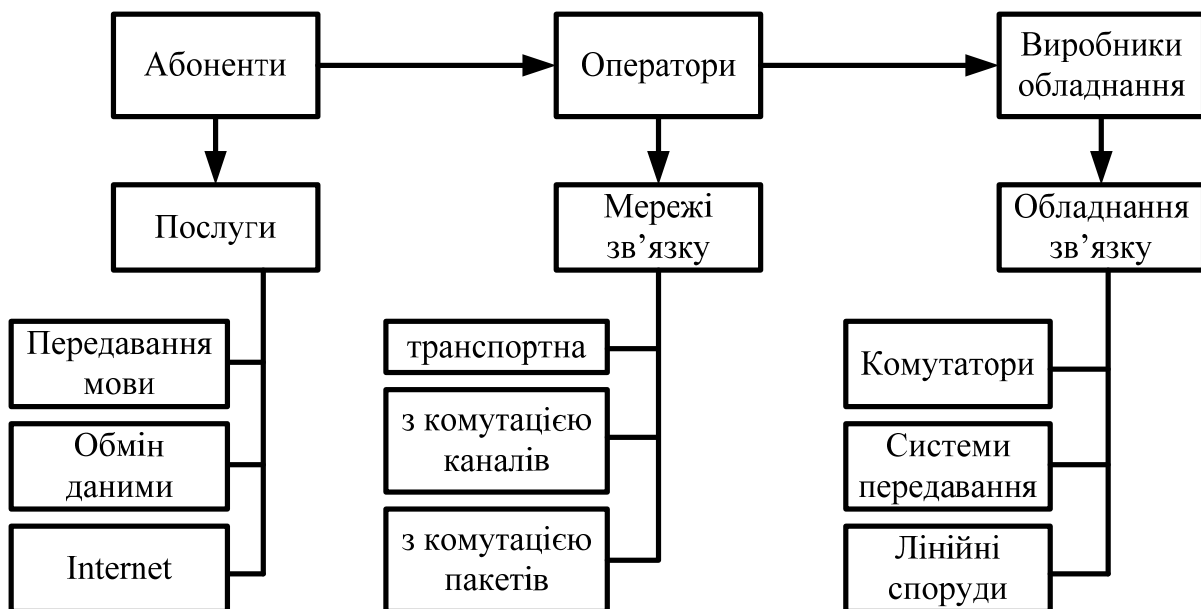 Абоненти
Оператори
Виробники
обладнання
Послуги
Мережі
зв’язку
Обладнання
зв’язку
Передавання
мови
Обмін
даними
Internet
транспортна
з комутацією
каналів
з комутацією
пакетів
Комутатори
Системи
передавання
Лінійні
споруди